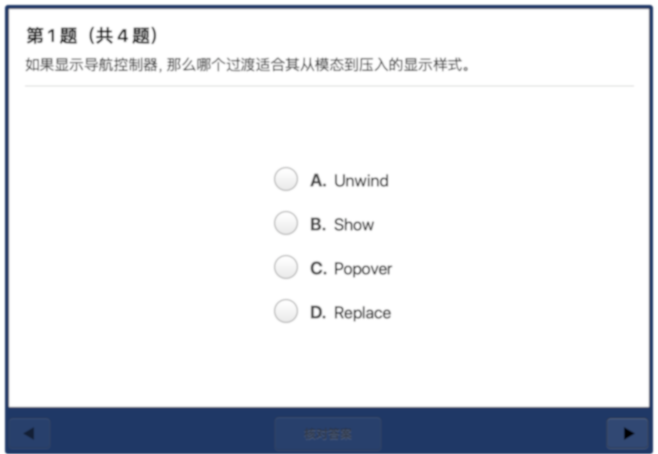 第1题（共4题）
如果显示导航控制器, 那么哪个过渡适合其从模态到压入的显示样式。
A. Unwind
B. Show
C. Popover
D. Replace